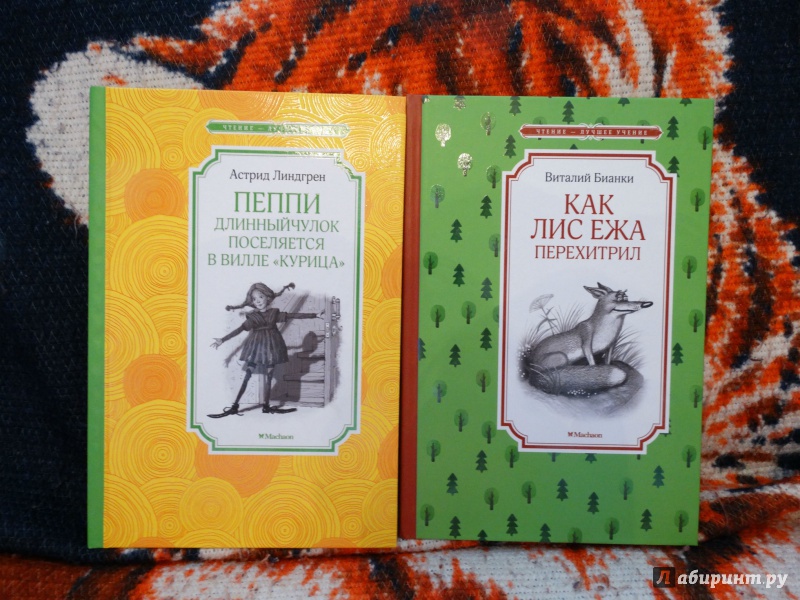 ЧТЕНИЕ – ЛУЧШЕЕ УЧЕНИЕ
Астрид Линдгрен
ПЕППИ
ДЛИННЫЙЧУЛОК
ПОСЕЛЯЕТСЯ
В ВИЛЛЕ «КУРИЦА»
Machaon
ЧТЕНИЕ – ЛУЧШЕЕ УЧЕНИЕ
Виталий Бианки
КАК
ЛИС ЕЖА
ПЕРЕХИТРИЛ
Machaon
Лабиринт.ру